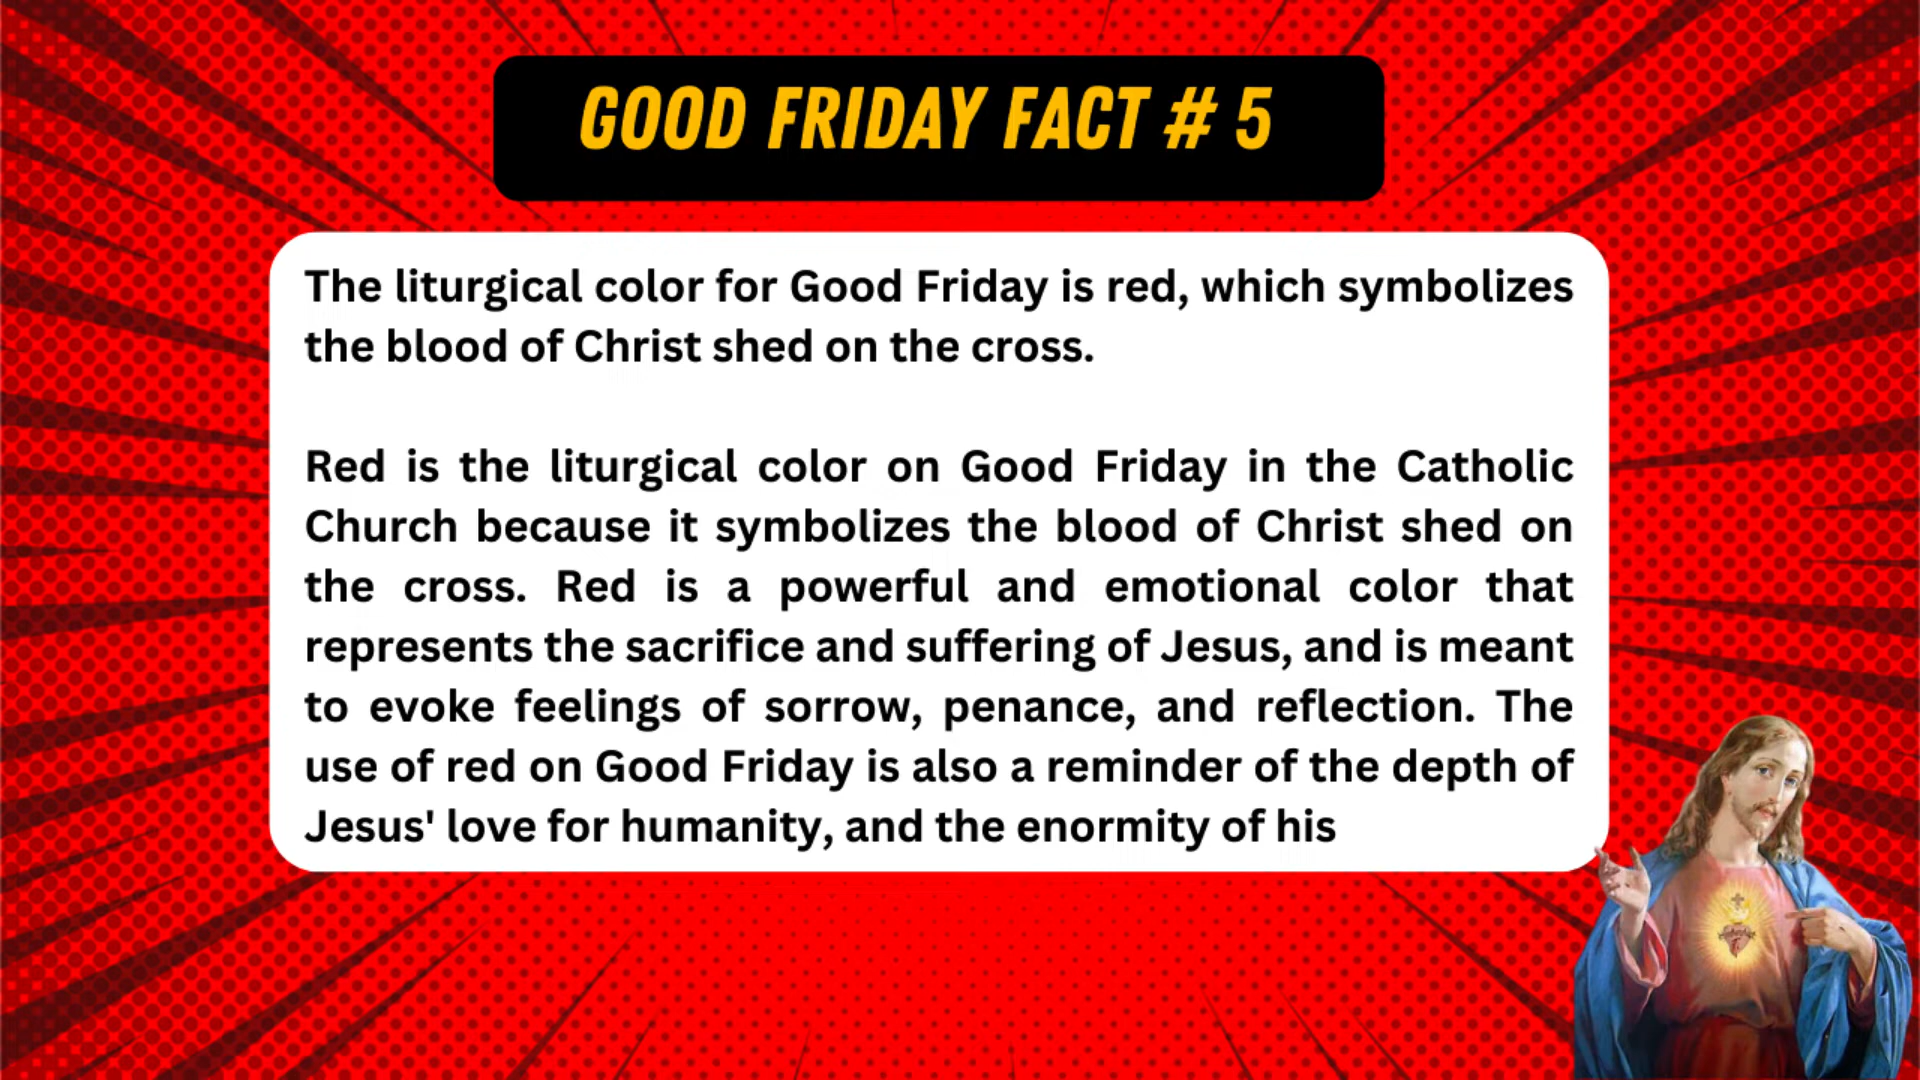 GOOD FRIDAY FACT # 5
The liturgical color for Good Friday is red, which symbolizes
the blood of Christ shed on the cross.
Red is the liturgical color on Good Friday in the Catholic
Church because it symbolizes the blood of Christ shed on
the cross. Red is a powerful and emotional color that
represents the sacrifice and suffering of Jesus, and is meant
to evoke feelings of sorrow, penance, and reflection. The
use of red on Good Friday is also a reminder of the depth of
Jesus' love for humanity, and the enormity of his